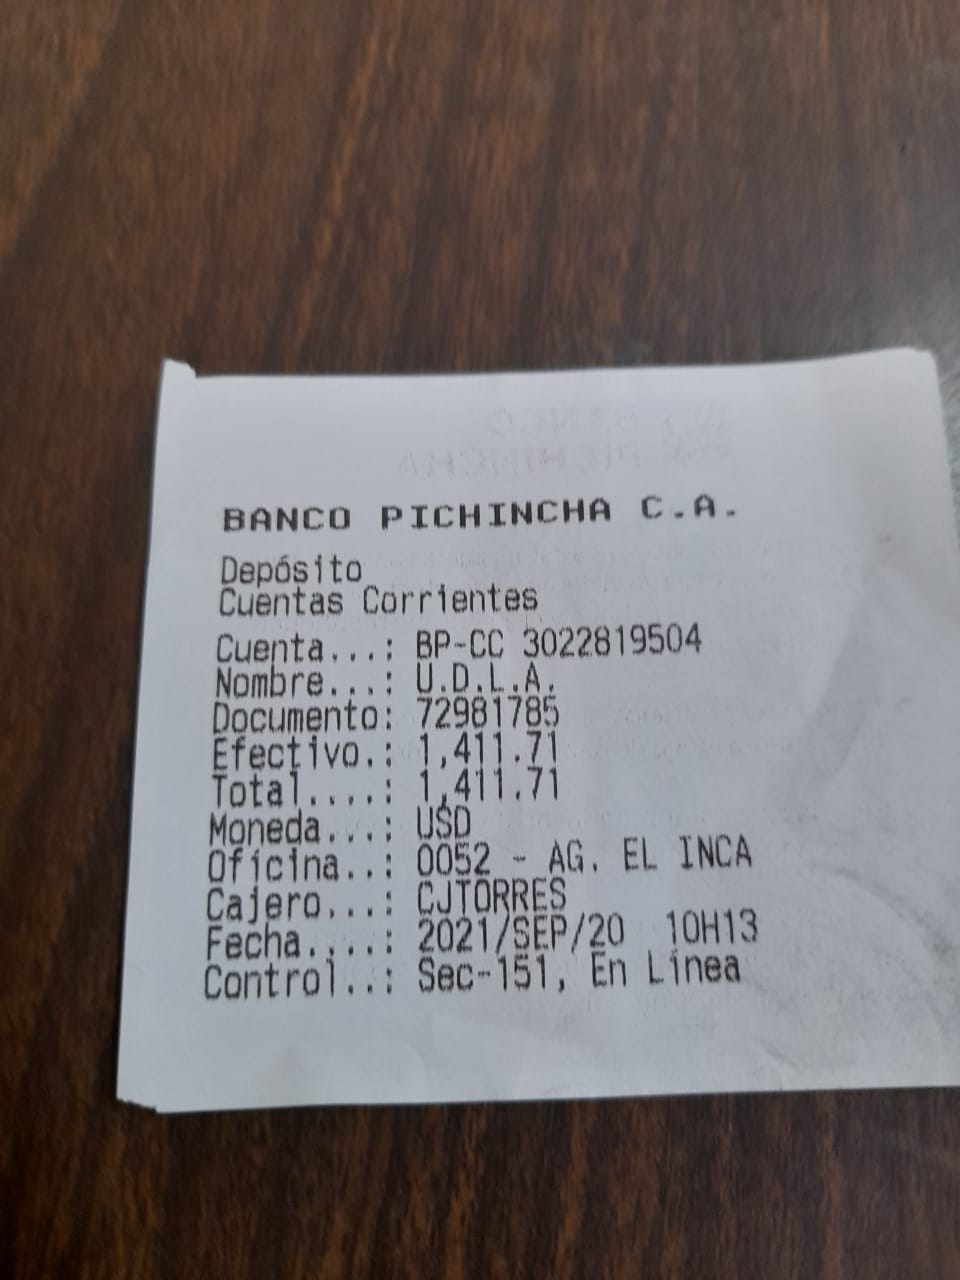 BANCO PICHINCHA C.A.
Depósito
Cuentas Corrientes
Cuenta...: BP-CC 3022819504
Nombre...: U.D.L.A.
Documento: 72981785
Efectivo.: 1,411.71
Total....: 1,411.71
Moneda...: USD
Oficina..: 0052 - AG. EL INCA
Cajero...: CJTORRES
Fecha....: 2021/SEP/20 10H13
Control..: Sec-151, En Línea